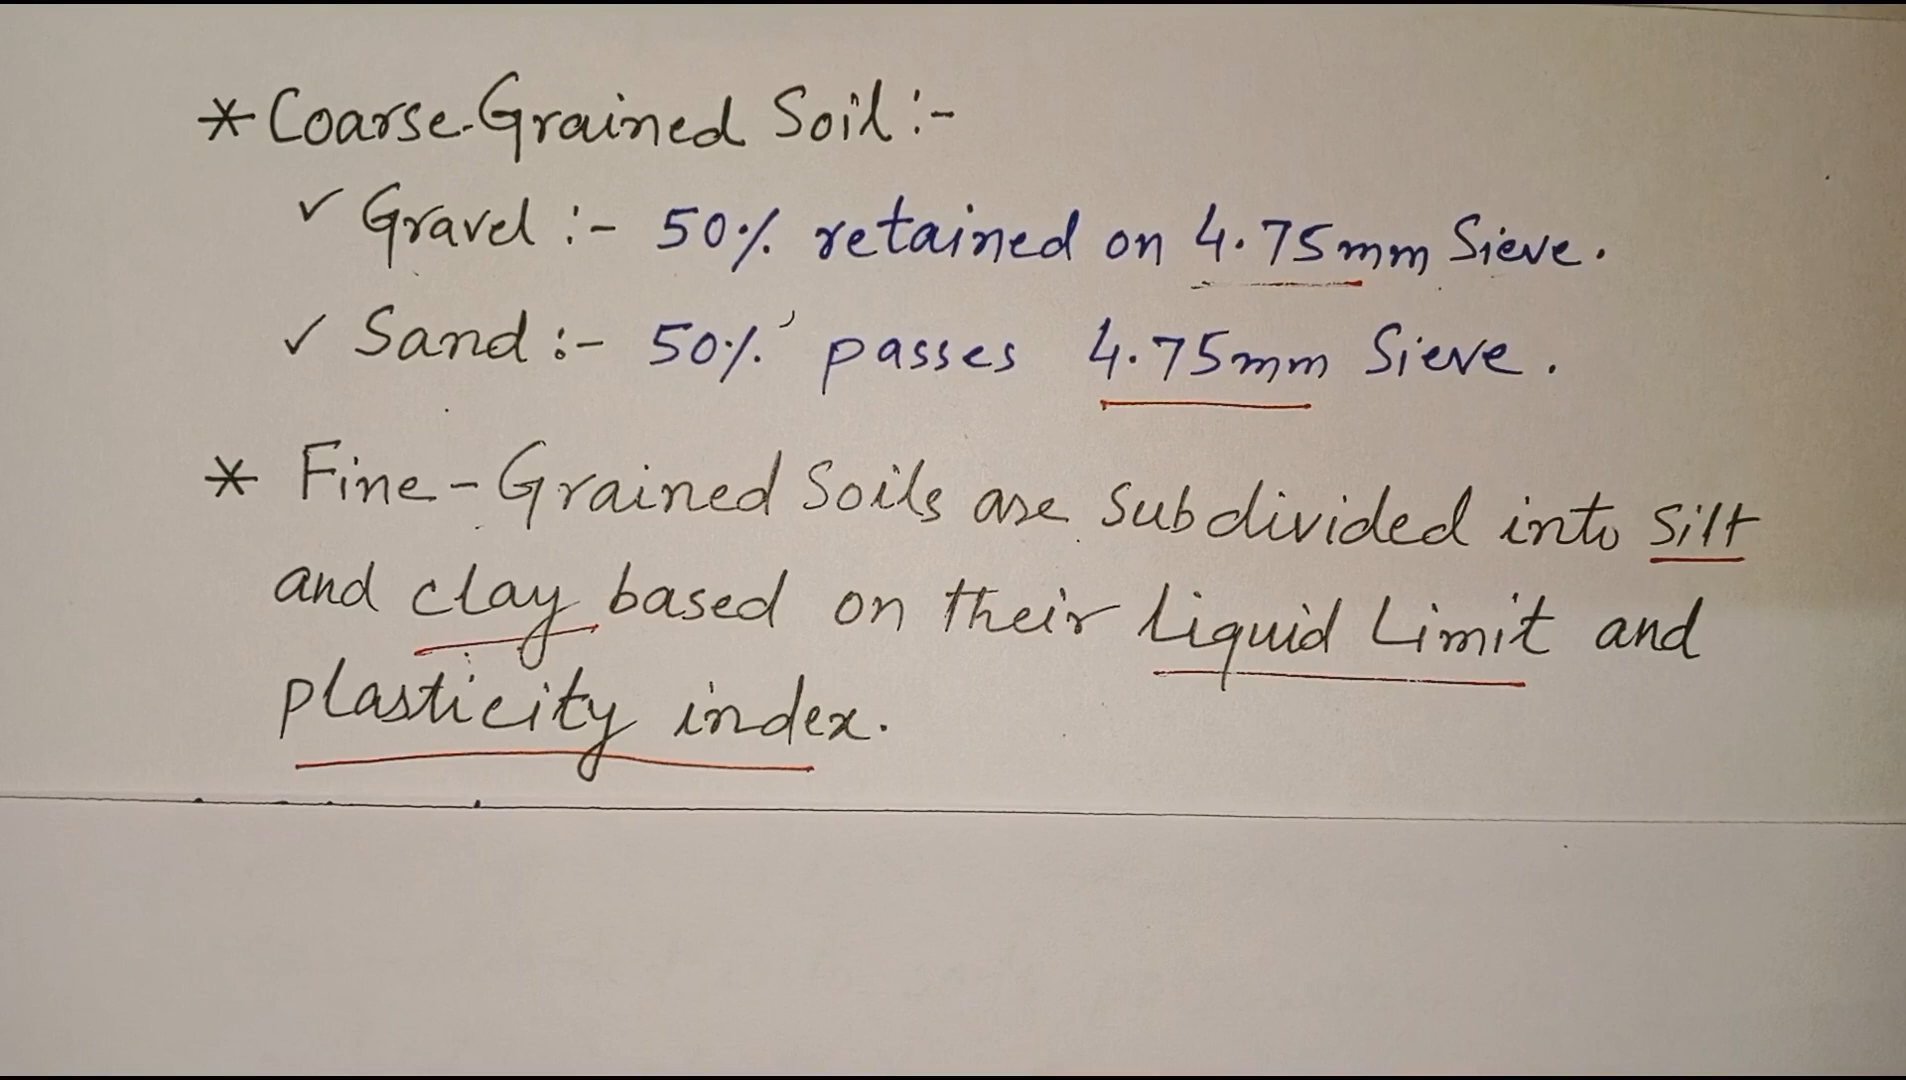 * Coarse-Grained Soil :-
✓ Gravel :- 50% retained on 4.75mm Sieve.
✓ Sand :- 50% passes 4.75mm Sieve.
* Fine-Grained Soils are Subdivided into Silt
and clay based on their Liquid Limit and
plasticity index.